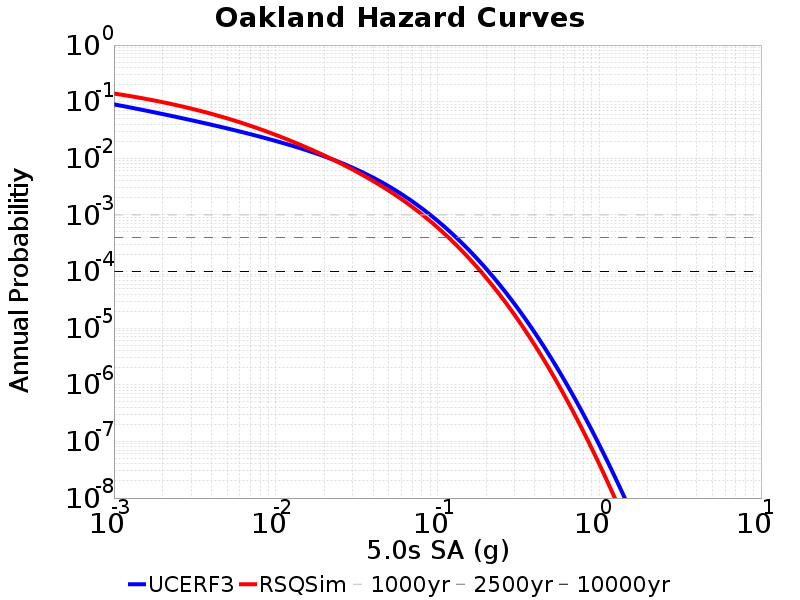 Oakland Hazard Curves
10^0
10^-1
10^-2
10^-3
10^-4
10^-5
10^-6
10^-7
10^-8
Annual Probabilitiy
10^-3 10^-2 10^-1 10^0 10^1
5.0s SA (g)
UCERF3 RSQSim 1000yr 2500yr 10000yr